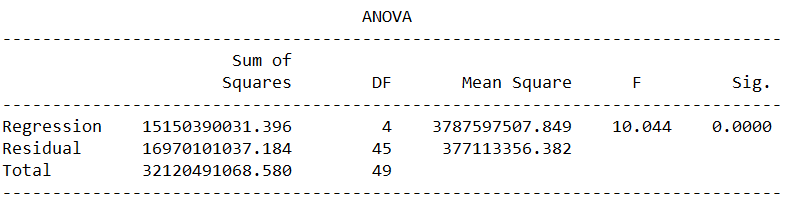 ANOVA
Sum of
Squares DF Mean Square F Sig.
Regression 15150390031.396 4 3787597507.849 10.044 0.0000
Residual 16970101037.184 45 377113356.382
Total 32120491068.580 49